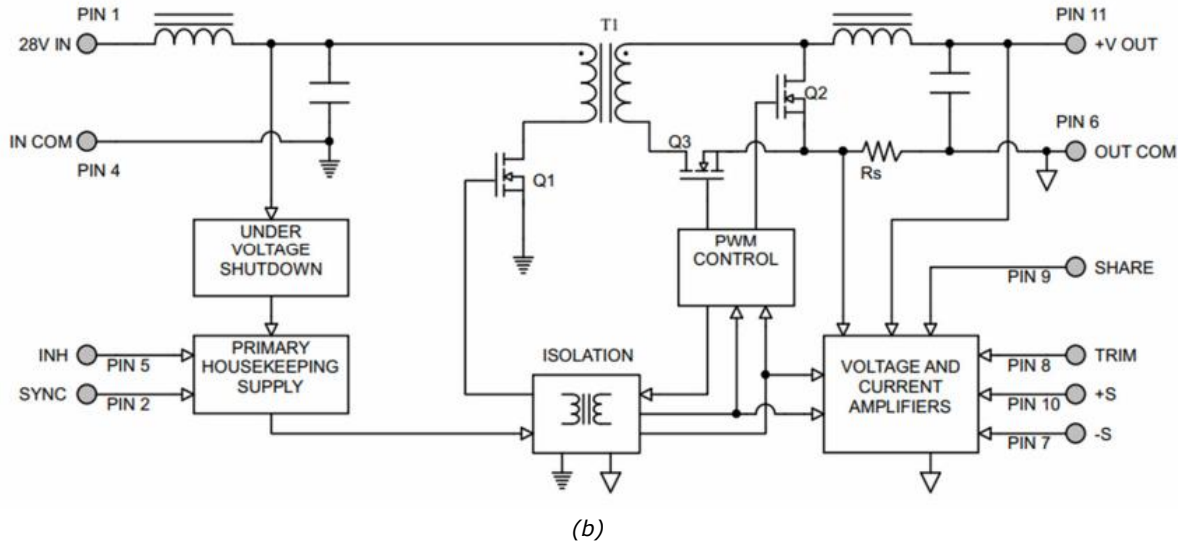 PIN 1
28V IN
IN COM
PIN 4
T1
PIN 11
+V OUT
Q2
PIN 6
OUT COM
Q3
Rs
Q1
UNDER
VOLTAGE
SHUTDOWN
PWM
CONTROL
PIN 9
SHARE
INH
PIN 5
SYNC
PIN 2
PRIMARY
HOUSEKEEPING
SUPPLY
ISOLATION
VOLTAGE AND
CURRENT
AMPLIFIERS
PIN 8
TRIM
PIN 10
+S
PIN 7
-S
(b)